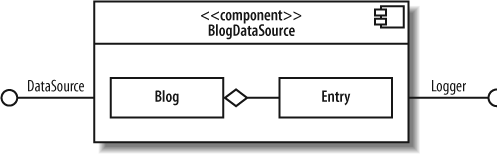 <<component>>
BlogDataSource
DataSource
Blog
Entry
Logger